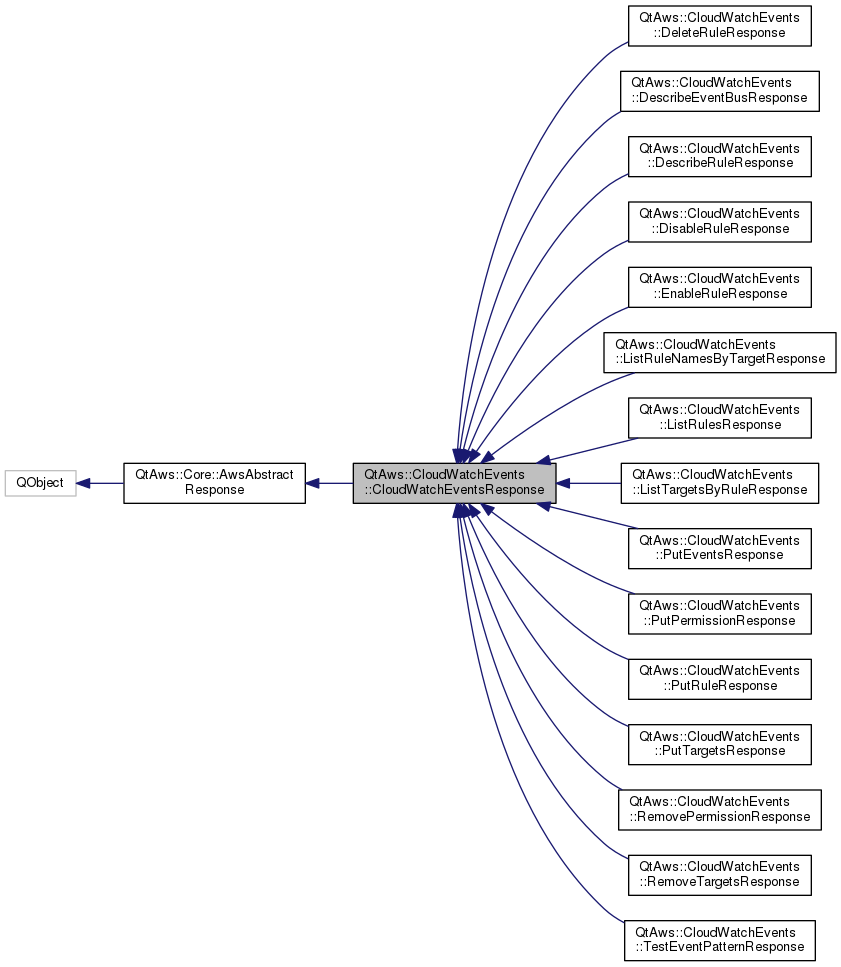 QtAws::CloudWatchEvents
::DeleteRuleResponse
QtAws::CloudWatchEvents
::DescribeEventBusResponse
QtAws::CloudWatchEvents
::DescribeRuleResponse
QtAws::CloudWatchEvents
::DisableRuleResponse
QtAws::CloudWatchEvents
::EnableRuleResponse
QtAws::CloudWatchEvents
::ListRuleNamesByTargetResponse
QtAws::CloudWatchEvents
::ListRulesResponse
QObject
QtAws::Core::AwsAbstract
Response
QtAws::CloudWatchEvents
::CloudWatchEventsResponse
QtAws::CloudWatchEvents
::ListTargetsByRuleResponse
QtAws::CloudWatchEvents
::PutEventsResponse
QtAws::CloudWatchEvents
::PutPermissionResponse
QtAws::CloudWatchEvents
::PutRuleResponse
QtAws::CloudWatchEvents
::PutTargetsResponse
QtAws::CloudWatchEvents
::RemovePermissionResponse
QtAws::CloudWatchEvents
::RemoveTargetsResponse
QtAws::CloudWatchEvents
::TestEventPatternResponse